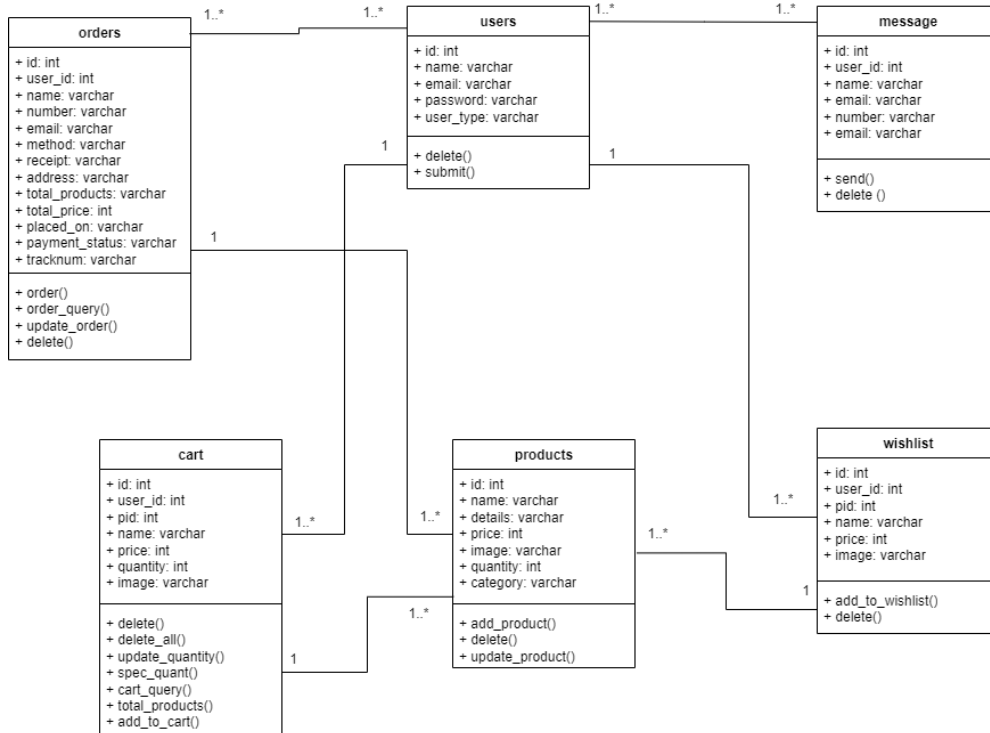 orders
+ id: int
+ user_id: int
+ name: varchar
+ number: varchar
+ email: varchar
+ method: varchar
+ receipt: varchar
+ address: varchar
+ total_products: varchar
+ total_price: int
+ placed_on: varchar
+ payment_status: varchar
+ tracknum: varchar
+ order()
+ order_query()
+ update_order()
+ delete()
1..*
1..*
users
+ id: int
+ name: varchar
+ email: varchar
+ password: varchar
+ user_type: varchar
+ delete()
+ submit()
1..*
1..*
message
+ id: int
+ user_id: int
+ name: varchar
+ email: varchar
+ number: varchar
+ email: varchar
+ send()
+ delete ()
1
1
1
cart
+ id: int
+ user_id: int
+ pid: int
+ name: varchar
+ price: int
+ quantity: int
+ image: varchar
+ delete()
+ delete_all()
+ update_quantity()
+ spec_quant()
+ cart_query()
+ total_products()
+ add_to_cart()
1..*
1..*
1..*
1
products
+ id: int
+ name: varchar
+ details: varchar
+ price: int
+ image: varchar
+ quantity: int
+ category: varchar
+ add_product()
+ delete()
+ update_product()
1..*
1..*
1
wishlist
+ id: int
+ user_id: int
+ pid: int
+ name: varchar
+ price: int
+ image: varchar
+ add_to_wishlist()
+ delete()